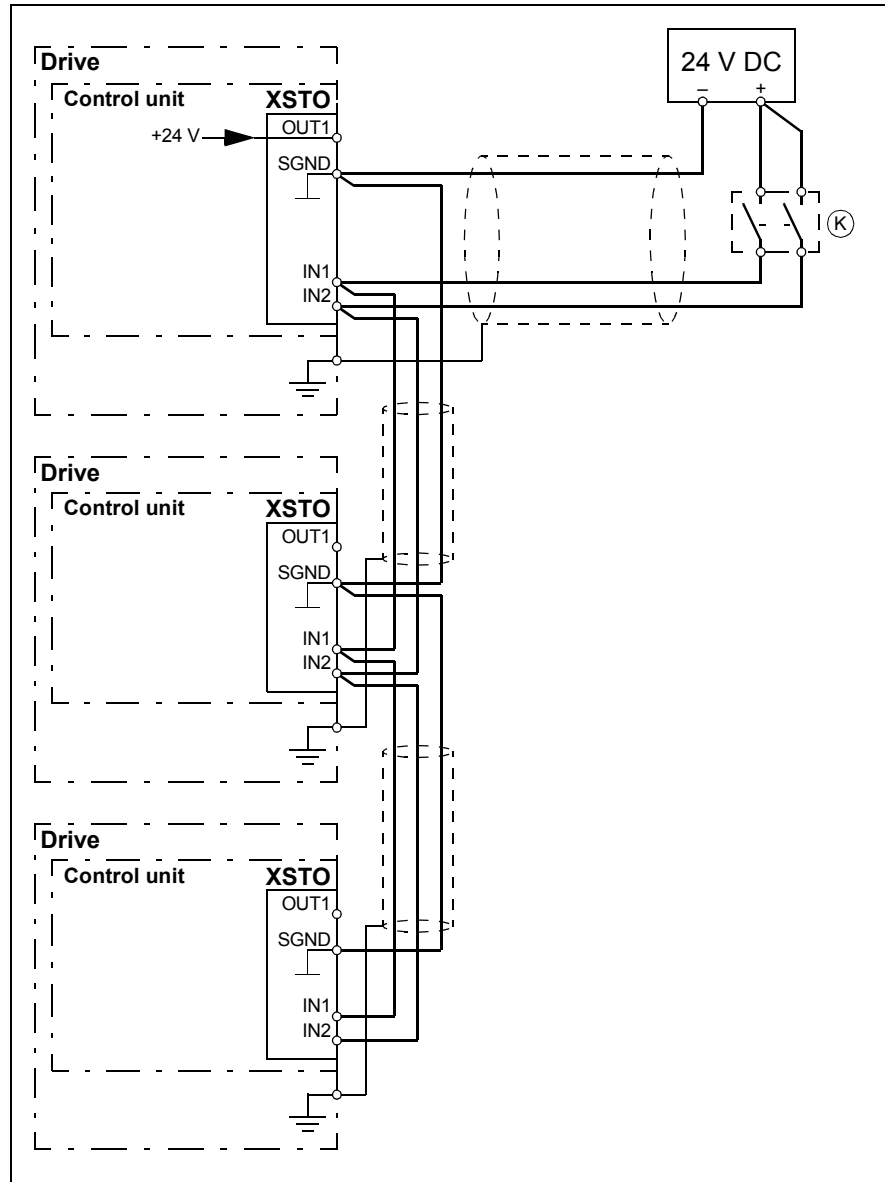 Drive
Control unit
XSTO
OUT1
+24 V
SGND
IN1
IN2
24 V DC
– +
K
Drive
Control unit
XSTO
OUT1
SGND
IN1
IN2
Drive
Control unit
XSTO
OUT1
SGND
IN1
IN2